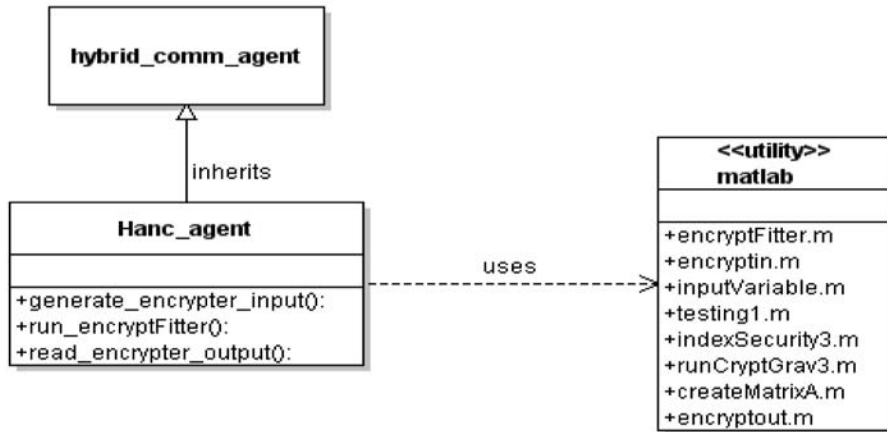 hybrid_comm_agent
inherits
Hanc_agent
+generate_encrypter_input():
+run_encryptFitter():
+read_encrypter_output():
uses
<<utility>>
matlab
+encryptFitter.m
+encryptin.m
+inputVariable.m
+testing1.m
+indexSecurity3.m
+runCryptGrav3.m
+createMatrixA.m
+encryptout.m